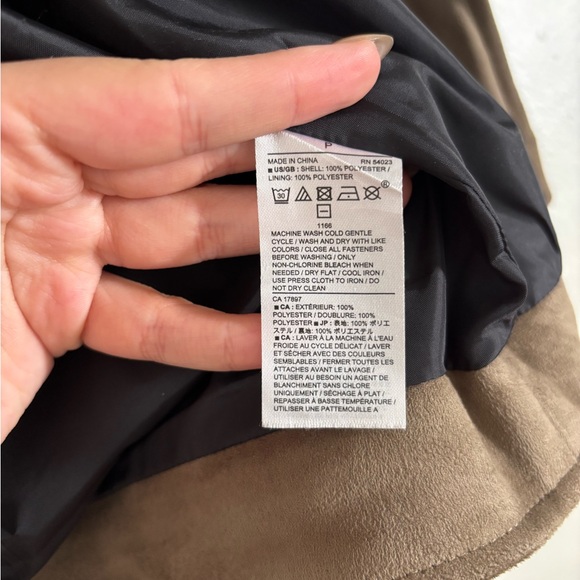 P
MADE IN CHINA RN 54023
■ US/GB : SHELL: 100% POLYESTER /
LINING: 100% POLYESTER
30
®
1166
MACHINE WASH COLD GENTLE
CYCLE / WASH AND DRY WITH LIKE
COLORS / CLOSE ALL FASTENERS
BEFORE WASHING / ONLY
NON-CHLORINE BLEACH WHEN
NEEDED / DRY FLAT / COOL IRON /
USE PRESS CLOTH TO IRON / DO
NOT DRY CLEAN
CA 17897
■ CA : EXTÉRIEUR: 100%
POLYESTER / DOUBLURE: 100%
POLYESTER ■ JP : 表地: 100% ポリエ
ステル / 裏地: 100% ポリエステル
■ CA : LAVER À LA MACHINE À L'EAU
FROIDE AU CYCLE DÉLICAT / LAVER
ET SÉCHER AVEC DES COULEURS
SEMBLABLES / FERMER TOUTES LES
ATTACHES AVANT LE LAVAGE /
UTILISER AU BESOIN UN AGENT DE
BLANCHIMENT SANS CHLORE
UNIQUEMENT / SÉCHAGE À PLAT /
REPASSER À BASSE TEMPÉRATURE /
UTILISER UNE PATTEMOUILLE A